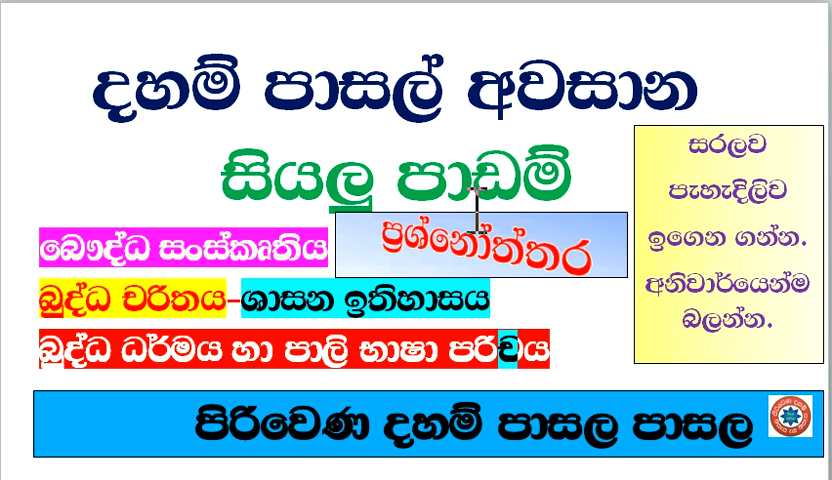 දහම් පාසල් අවසාන
සියලු පාඩම්
ප්‍රශ්නෝත්තර
බෞද්ධ සංස්කෘතිය
බුද්ධ චරිතය-ශාසන ඉතිහාසය
බුද්ධ ධර්මය හා පාලි භාෂා පරිචය
සරලව
පැහැදිලිව
ඉගෙන ගන්න.
අනිවාර්යෙන්ම
බලන්න.
පිරිවෙණ දහම් පාසල පාසල